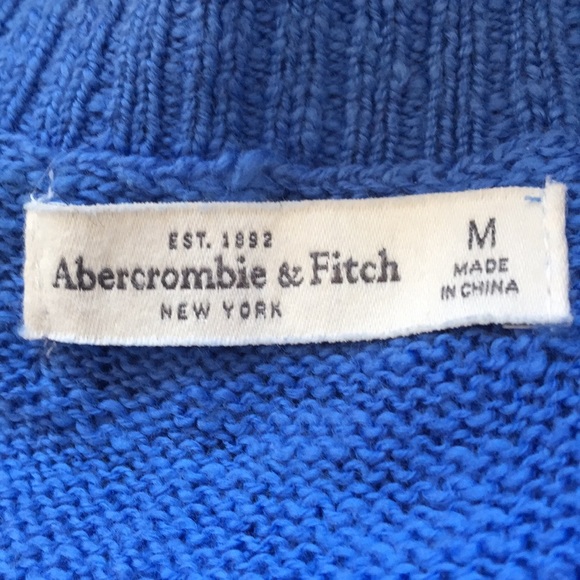 EST. 1892
Abercrombie & Fitch
NEW YORK
M
MADE
IN CHINA